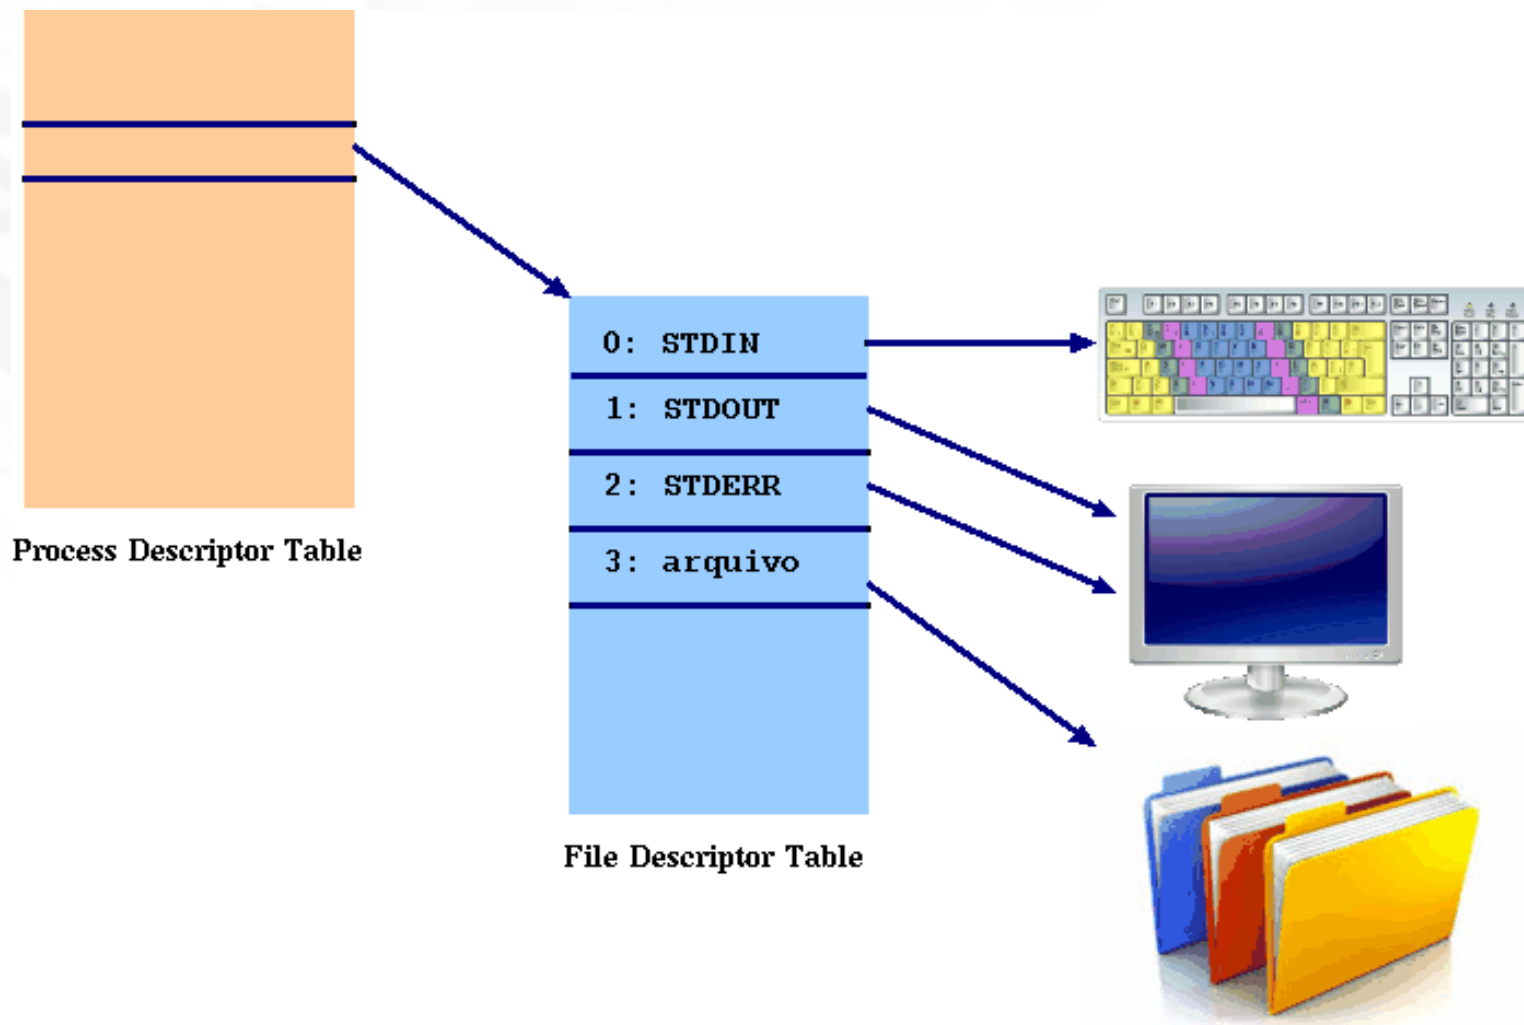 Process Descriptor Table
0: STDIN
1: STDOUT
2: STDERR
3: arquivo
File Descriptor Table